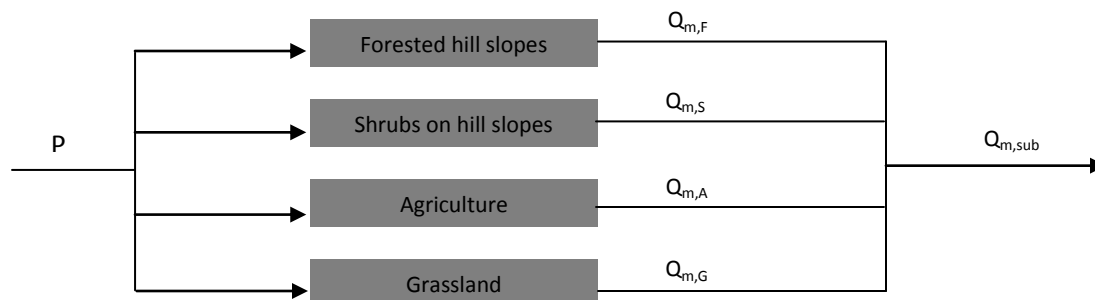 Forested hill slopes
Q_m,F
Shrubs on hill slopes
Q_m,S
P
Q_m,sub
Agriculture
Q_m,A
Grassland
Q_m,G